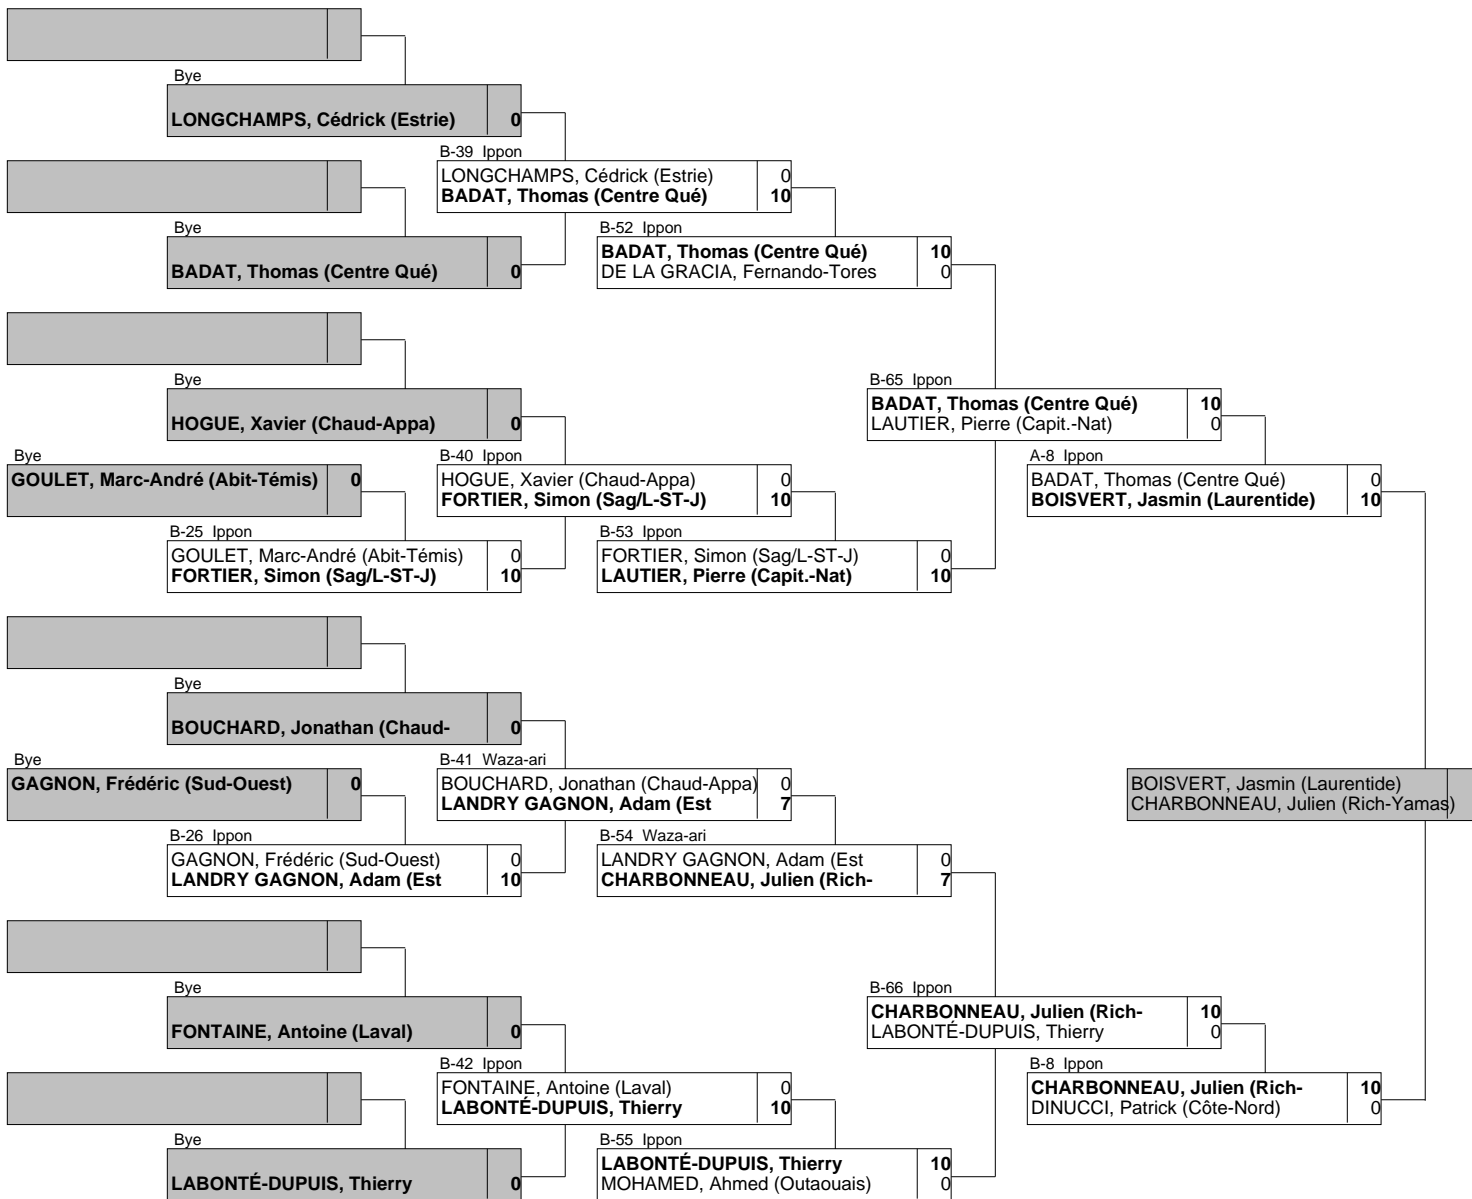 Bye
LONGCHAMPS, Cédrick (Estrie) 0
B-39 Ippon
LONGCHAMPS, Cédrick (Estrie) 0
BADAT, Thomas (Centre Qué) 10
Bye
BADAT, Thomas (Centre Qué) 0
B-52 Ippon
BADAT, Thomas (Centre Qué) 10
DE LA GRACIA, Fernando-Tores 0
Bye
HOGUE, Xavier (Chaud-Appa) 0
B-65 Ippon
BADAT, Thomas (Centre Qué) 10
LAUTIER, Pierre (Capit.-Nat) 0
Bye
GOULET, Marc-André (Abit-Témis) 0
B-40 Ippon
HOGUE, Xavier (Chaud-Appa) 0
FORTIER, Simon (Sag/L-ST-J) 10
A-8 Ippon
BADAT, Thomas (Centre Qué) 0
BOISVERT, Jasmin (Laurentide) 10
B-25 Ippon
GOULET, Marc-André (Abit-Témis) 0
FORTIER, Simon (Sag/L-ST-J) 10
B-53 Ippon
FORTIER, Simon (Sag/L-ST-J) 0
LAUTIER, Pierre (Capit.-Nat) 10
Bye
BOUCHARD, Jonathan (Chaud- 0
Bye
GAGNON, Frédéric (Sud-Ouest) 0
B-41 Waza-ari
BOUCHARD, Jonathan (Chaud-Appa) 0
LANDRY GAGNON, Adam (Est 7
BOISVERT, Jasmin (Laurentide)
CHARBONNEAU, Julien (Rich-Yamas)
B-26 Ippon
GAGNON, Frédéric (Sud-Ouest) 0
LANDRY GAGNON, Adam (Est 10
B-54 Waza-ari
LANDRY GAGNON, Adam (Est 0
CHARBONNEAU, Julien (Rich- 7
Bye
FONTAINE, Antoine (Laval) 0
B-66 Ippon
CHARBONNEAU, Julien (Rich- 10
LABONTÉ-DUPUIS, Thierry 0
B-42 Ippon
FONTAINE, Antoine (Laval) 0
LABONTÉ-DUPUIS, Thierry 10
B-8 Ippon
CHARBONNEAU, Julien (Rich- 10
DINUCCI, Patrick (Côte-Nord) 0
Bye
LABONTÉ-DUPUIS, Thierry 0
B-55 Ippon
LABONTÉ-DUPUIS, Thierry 10
MOHAMED, Ahmed (Outaouais) 0